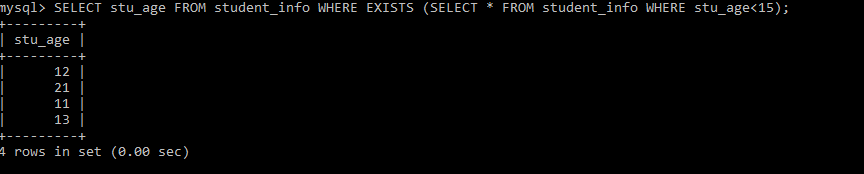 mysql> SELECT stu_age FROM student_info WHERE EXISTS (SELECT * FROM student_info WHERE stu_age<15);
+---------+
| stu_age |
+---------+
|      12 |
|      21 |
|      11 |
|      13 |
+---------+
4 rows in set (0.00 sec)